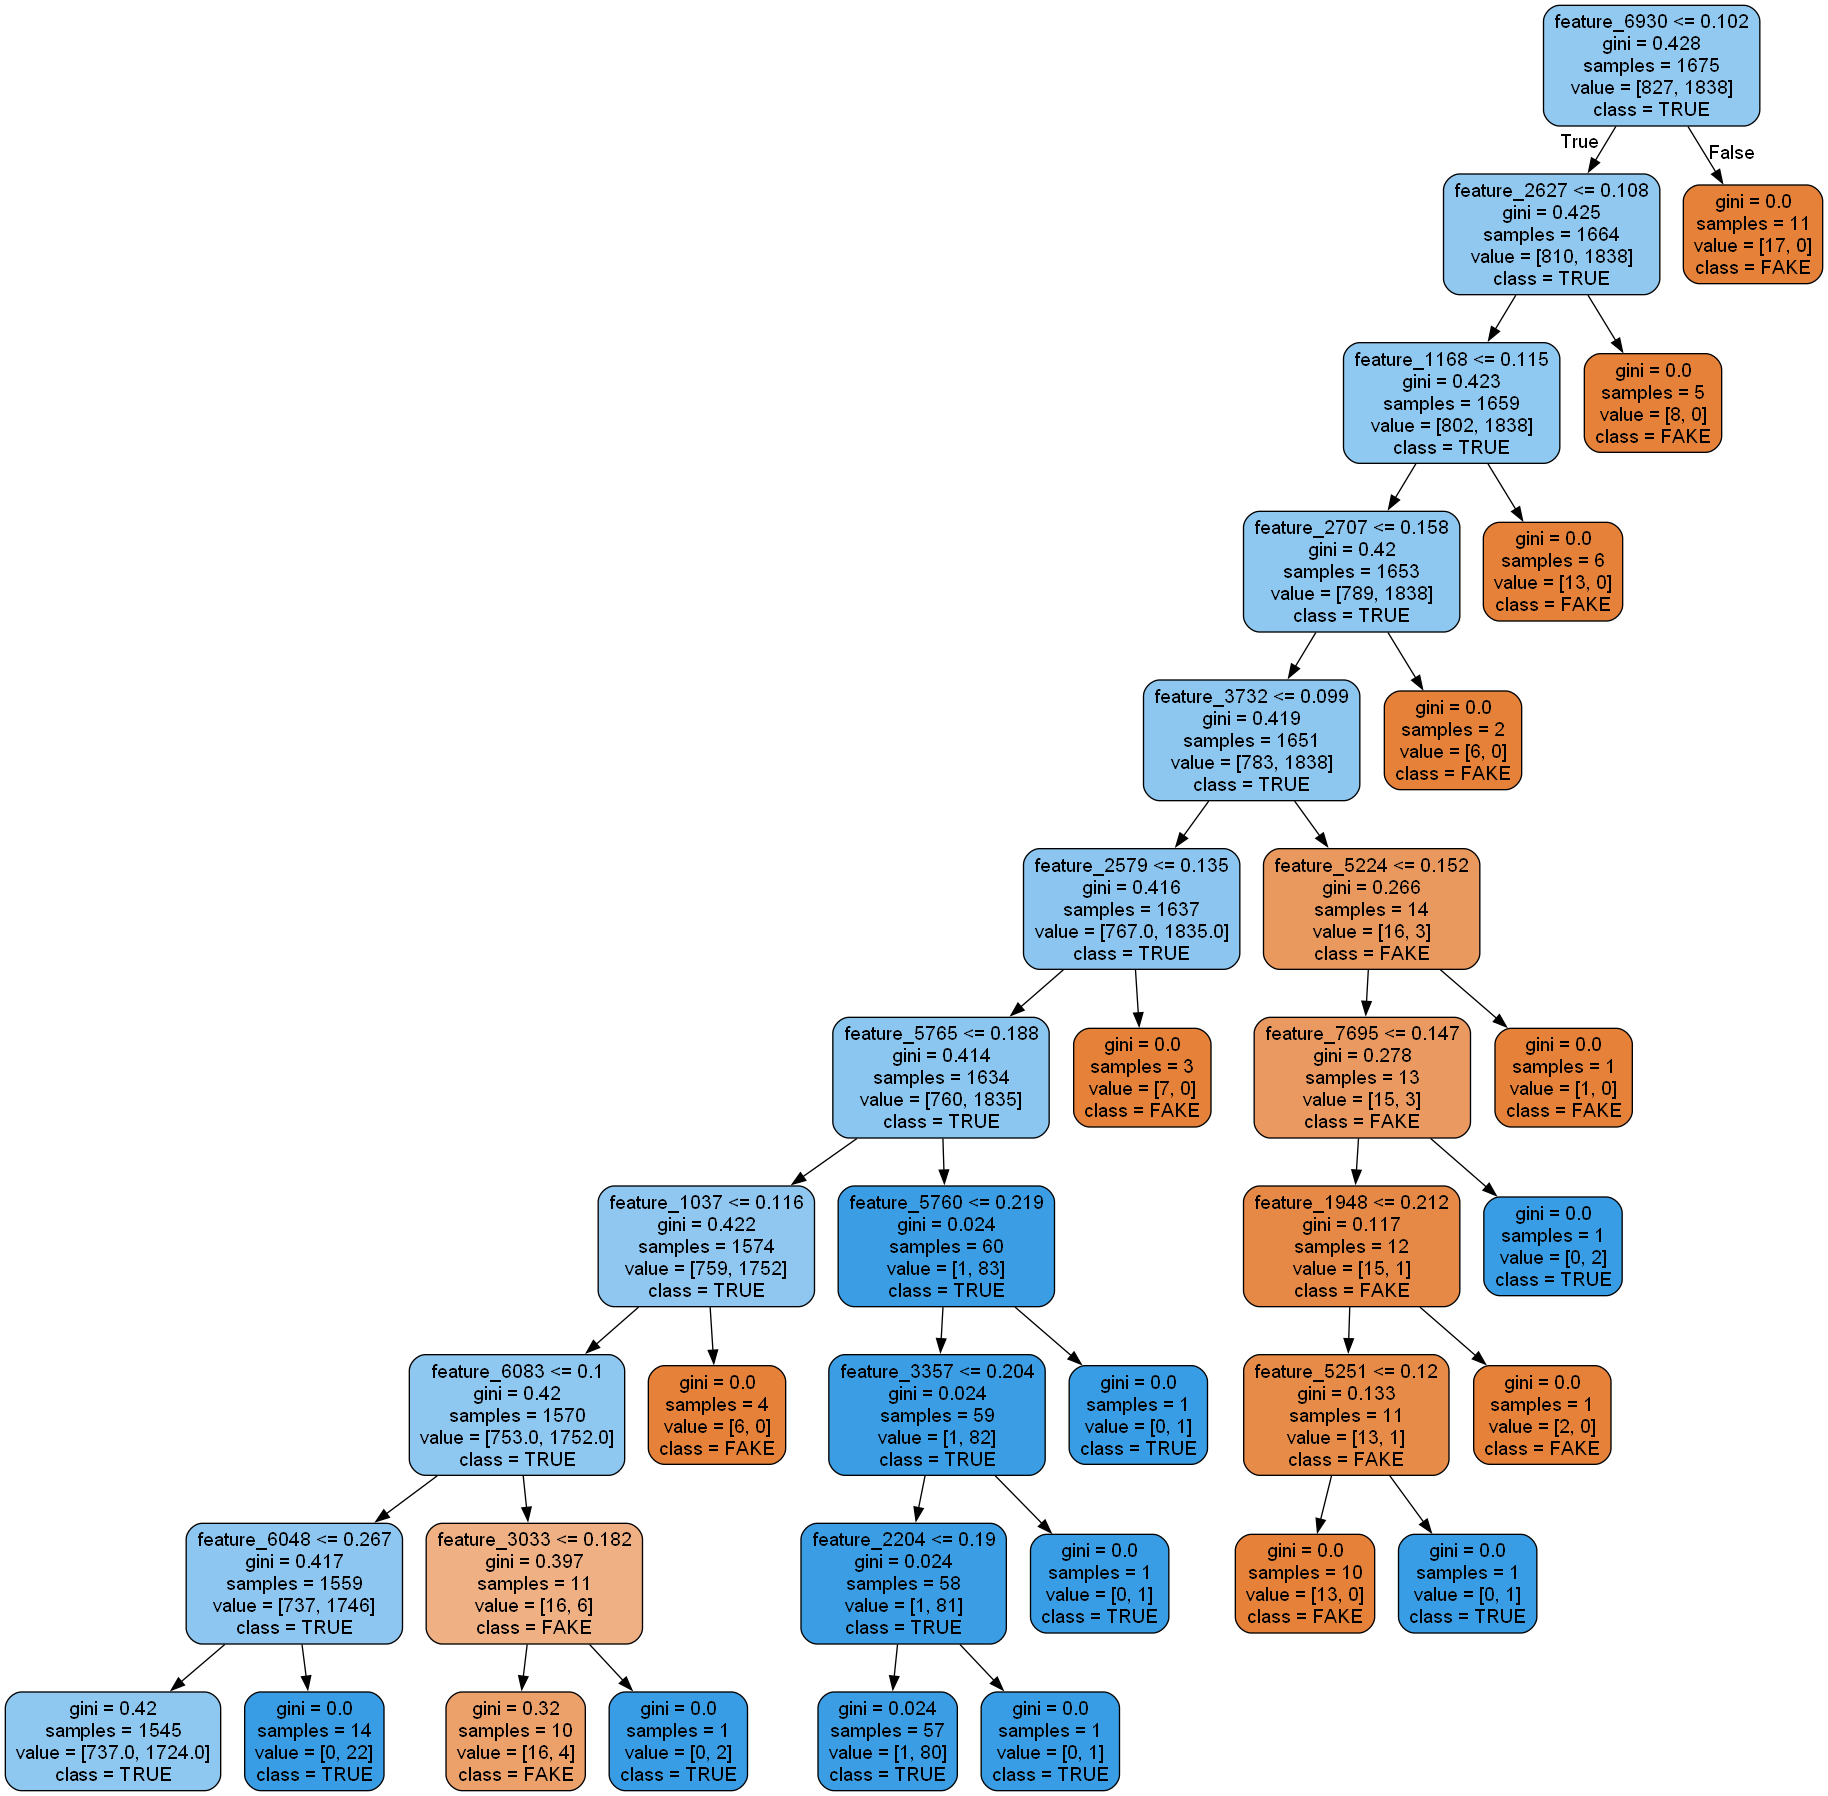 feature_6930 <= 0.102
gini = 0.428
samples = 1675
value = [827, 1838]
class = TRUE
True
False
feature_2627 <= 0.108
gini = 0.425
samples = 1664
value = [810, 1838]
class = TRUE
gini = 0.0
samples = 11
value = [17, 0]
class = FAKE
feature_1168 <= 0.115
gini = 0.423
samples = 1659
value = [802, 1838]
class = TRUE
gini = 0.0
samples = 5
value = [8, 0]
class = FAKE
feature_2707 <= 0.158
gini = 0.42
samples = 1653
value = [789, 1838]
class = TRUE
gini = 0.0
samples = 6
value = [13, 0]
class = FAKE
feature_3732 <= 0.099
gini = 0.419
samples = 1651
value = [783, 1838]
class = TRUE
gini = 0.0
samples = 2
value = [6, 0]
class = FAKE
feature_2579 <= 0.135
gini = 0.416
samples = 1637
value = [767.0, 1835.0]
class = TRUE
feature_5224 <= 0.152
gini = 0.266
samples = 14
value = [16, 3]
class = FAKE
feature_5765 <= 0.188
gini = 0.414
samples = 1634
value = [760, 1835]
class = TRUE
gini = 0.0
samples = 3
value = [7, 0]
class = FAKE
feature_7695 <= 0.147
gini = 0.278
samples = 13
value = [15, 3]
class = FAKE
gini = 0.0
samples = 1
value = [1, 0]
class = FAKE
feature_1037 <= 0.116
gini = 0.422
samples = 1574
value = [759, 1752]
class = TRUE
feature_5760 <= 0.219
gini = 0.024
samples = 60
value = [1, 83]
class = TRUE
feature_1948 <= 0.212
gini = 0.117
samples = 12
value = [15, 1]
class = FAKE
gini = 0.0
samples = 1
value = [0, 2]
class = TRUE
feature_6083 <= 0.1
gini = 0.42
samples = 1570
value = [753.0, 1752.0]
class = TRUE
gini = 0.0
samples = 4
value = [6, 0]
class = FAKE
feature_3357 <= 0.204
gini = 0.024
samples = 59
value = [1, 82]
class = TRUE
gini = 0.0
samples = 1
value = [0, 1]
class = TRUE
feature_5251 <= 0.12
gini = 0.133
samples = 11
value = [13, 1]
class = FAKE
gini = 0.0
samples = 1
value = [2, 0]
class = FAKE
feature_6048 <= 0.267
gini = 0.417
samples = 1559
value = [737, 1746]
class = TRUE
feature_3033 <= 0.182
gini = 0.397
samples = 11
value = [16, 6]
class = FAKE
feature_2204 <= 0.19
gini = 0.024
samples = 58
value = [1, 81]
class = TRUE
gini = 0.0
samples = 1
value = [0, 1]
class = TRUE
gini = 0.0
samples = 10
value = [13, 0]
class = FAKE
gini = 0.0
samples = 1
value = [0, 1]
class = TRUE
gini = 0.42
samples = 1545
value = [737.0, 1724.0]
class = TRUE
gini = 0.0
samples = 14
value = [0, 22]
class = TRUE
gini = 0.32
samples = 10
value = [16, 4]
class = FAKE
gini = 0.0
samples = 1
value = [0, 2]
class = TRUE
gini = 0.024
samples = 57
value = [1, 80]
class = TRUE
gini = 0.0
samples = 1
value = [0, 1]
class = TRUE